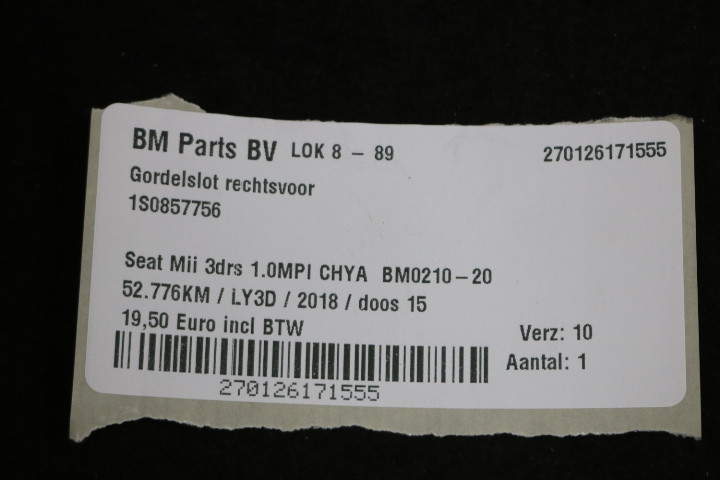 BM Parts BV LOK 8 - 89 270126171555
Gordelslot rechtsvoor
1S0857756
Seat Mii 3drs 1.0MPI CHYA BM0210-20
52.776KM / LY3D / 2018 / doos 15
19,50 Euro incl BTW
Verz: 10
Aantal: 1
270126171555